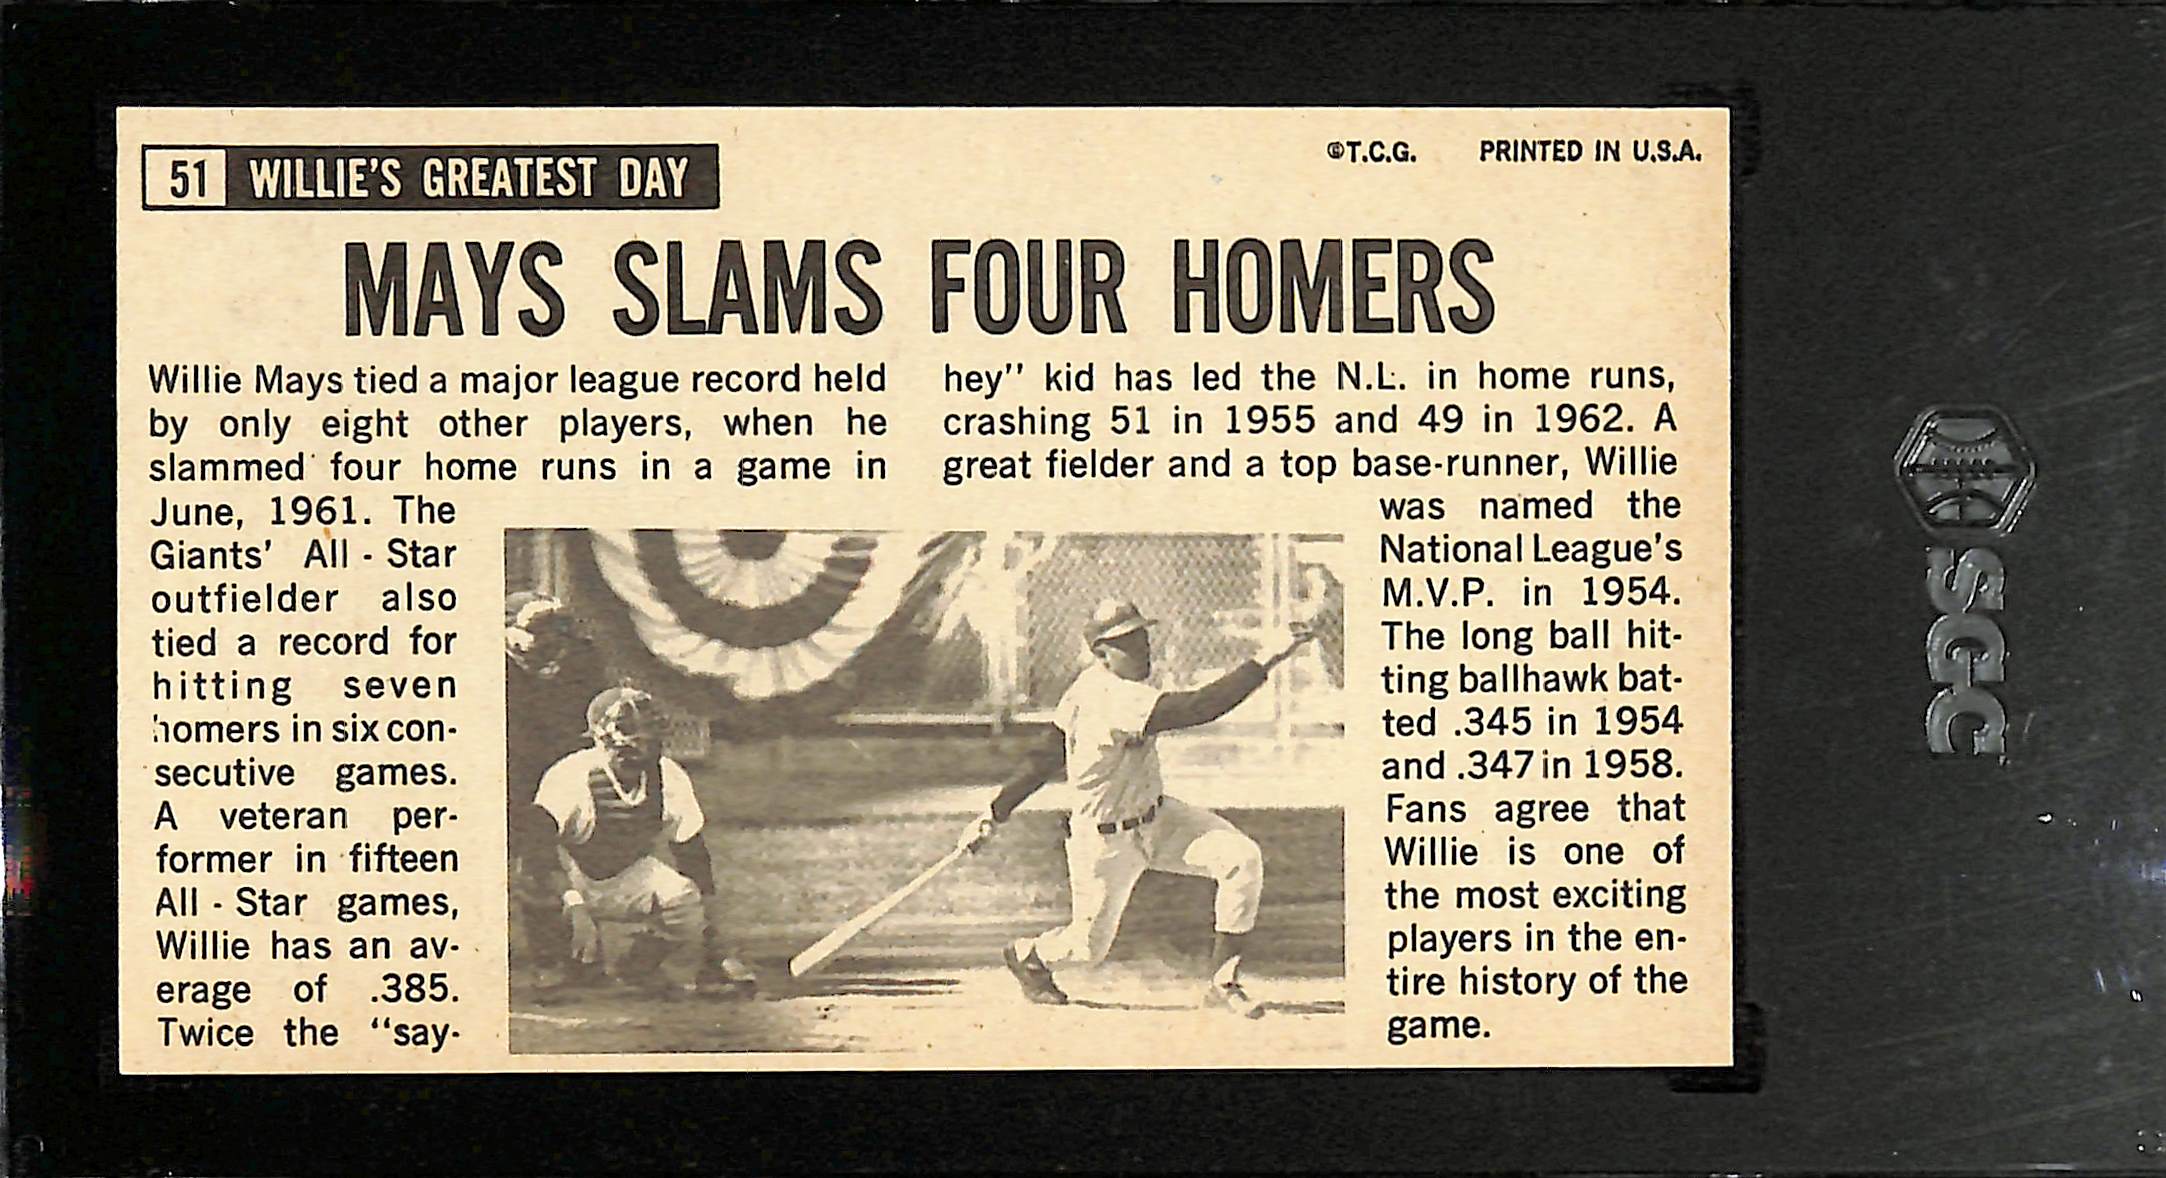 51 WILLIE'S GREATEST DAY
©T.C.G. PRINTED IN U.S.A.
MAYS SLAMS FOUR HOMERS
Willie Mays tied a major league record held
by only eight other players, when he
slammed four home runs in a game in
June, 1961. The
Giants' All - Star
outfielder also
tied a record for
hitting seven
homers in six con-
secutive games.
A veteran per-
former in fifteen
All - Star games,
Willie has an av-
erage of .385.
Twice the "say-
hey" kid has led the N.L. in home runs,
crashing 51 in 1955 and 49 in 1962. A
great fielder and a top base-runner, Willie
was named the
National League's
M.V.P. in 1954.
The long ball hit-
ting ballhawk bat-
ted .345 in 1954
and .347 in 1958.
Fans agree that
Willie is one of
the most exciting
players in the en-
tire history of the
game.
SGC